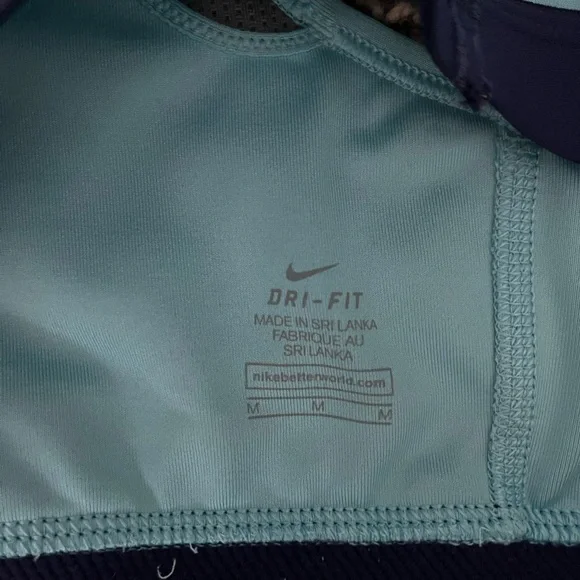 DRI-FIT
MADE IN SRI LANKA
FABRIQUE AU
SRI LANKA
nikebetterworld.com
M M M